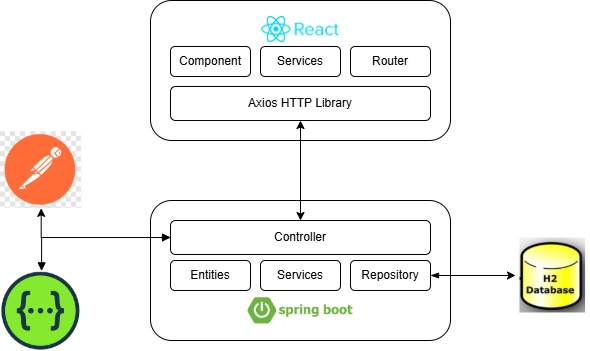 React
Component
Services
Router
Axios HTTP Library
Controller
Entities
Services
Repository
spring boot
H2
Database
{···}